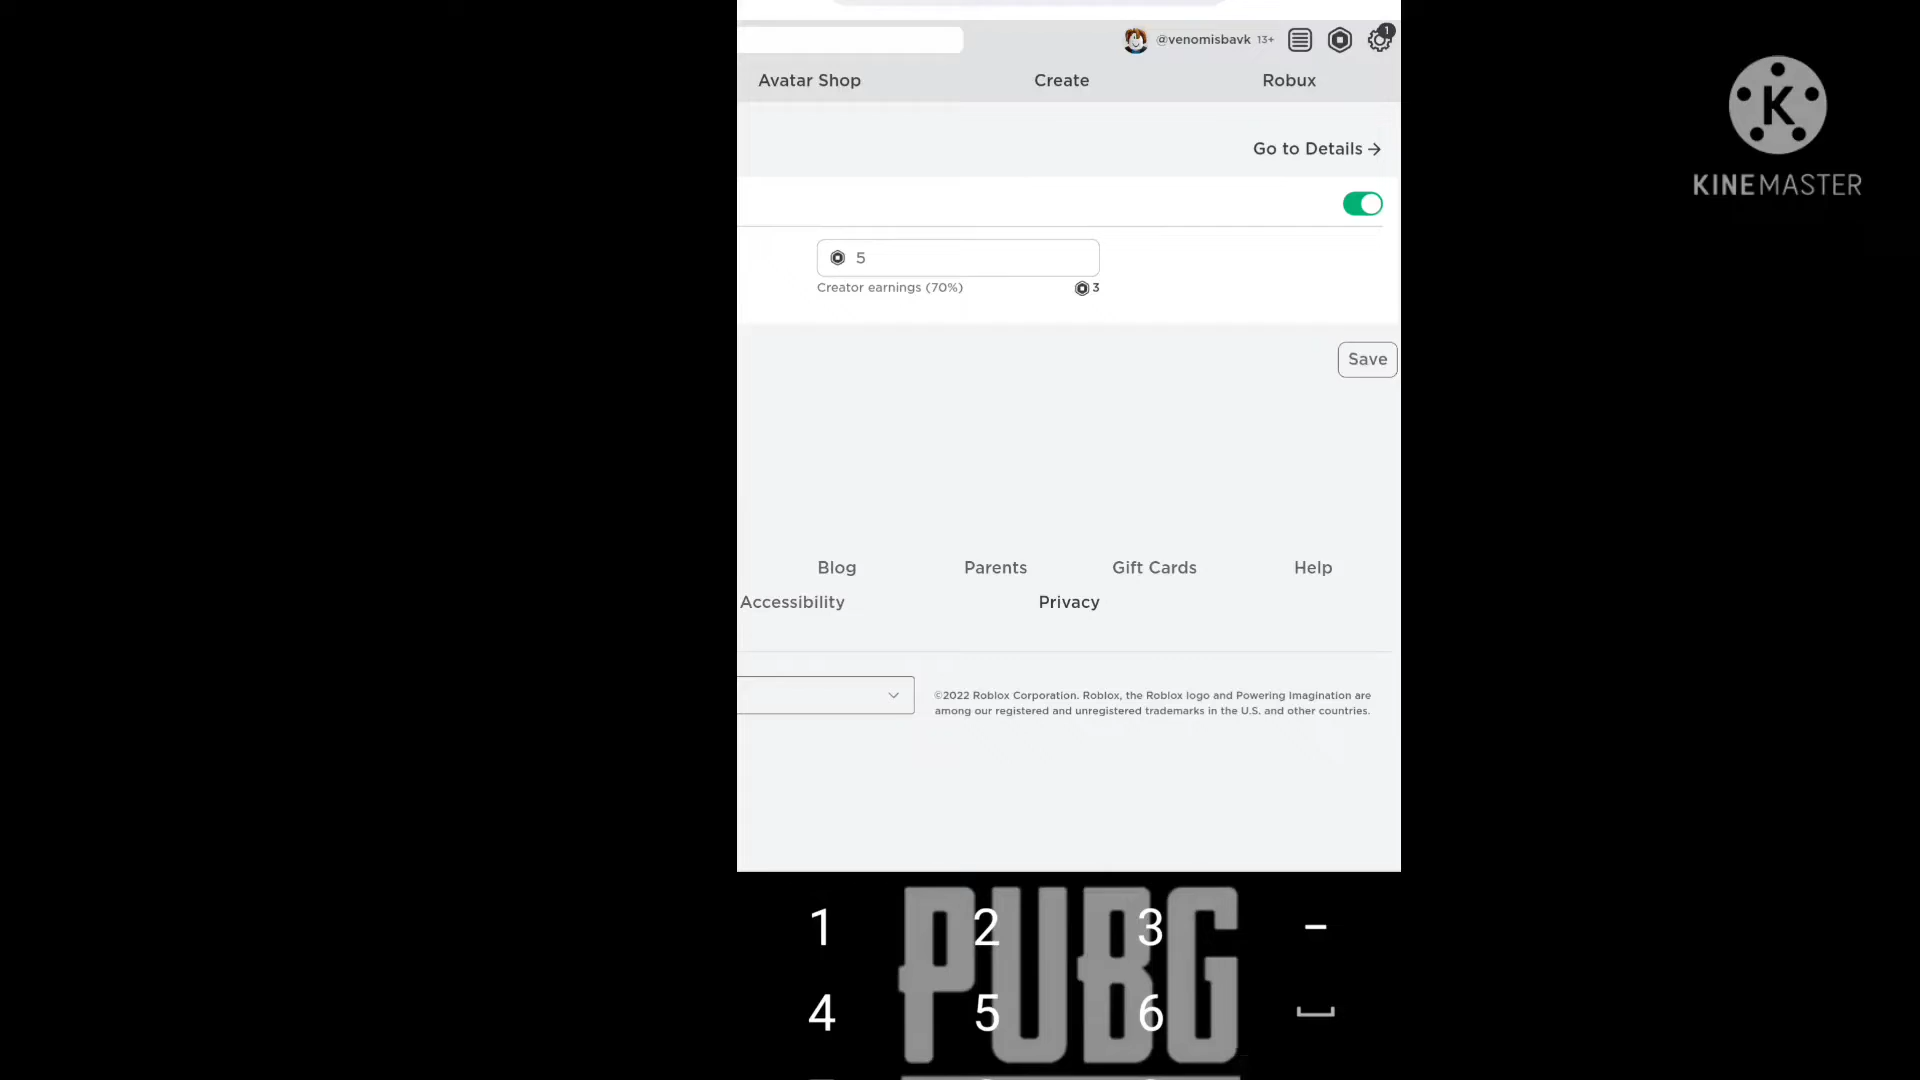 @venomisbavk 13+ 1
Avatar Shop Create Robux
Go to Details →
5
Creator earnings (70%) 3
Save
Blog Parents Gift Cards Help
Accessibility Privacy
©2022 Roblox Corporation. Roblox, the Roblox logo and Powering Imagination are
among our registered and unregistered trademarks in the U.S. and other countries.
K
KINEMASTER
1 2 3 -
PUBG
4 5 6